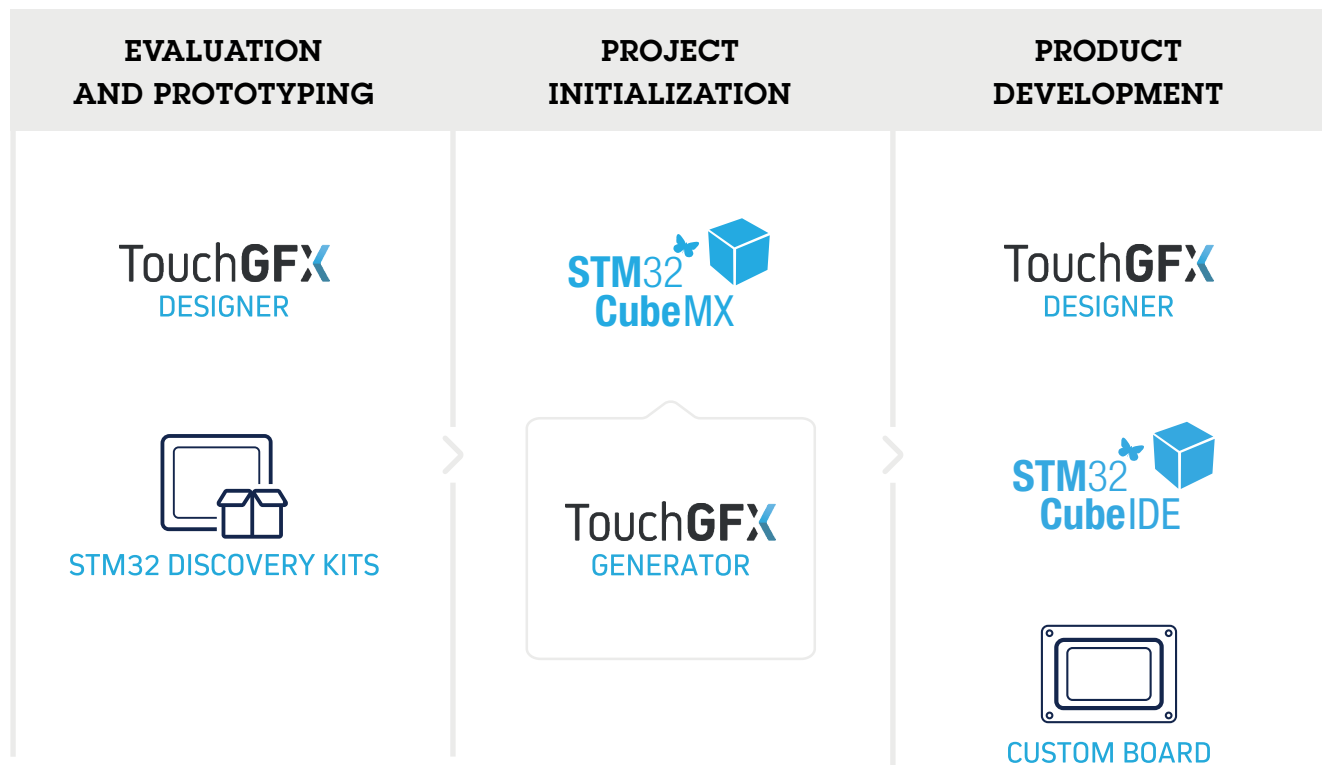 EVALUATION
AND PROTOTYPING
PROJECT
INITIALIZATION
PRODUCT
DEVELOPMENT
TouchGFX
DESIGNER
STM32 DISCOVERY KITS
STM32
CubeMX
TouchGFX
GENERATOR
TouchGFX
DESIGNER
STM32
CubeIDE
CUSTOM BOARD